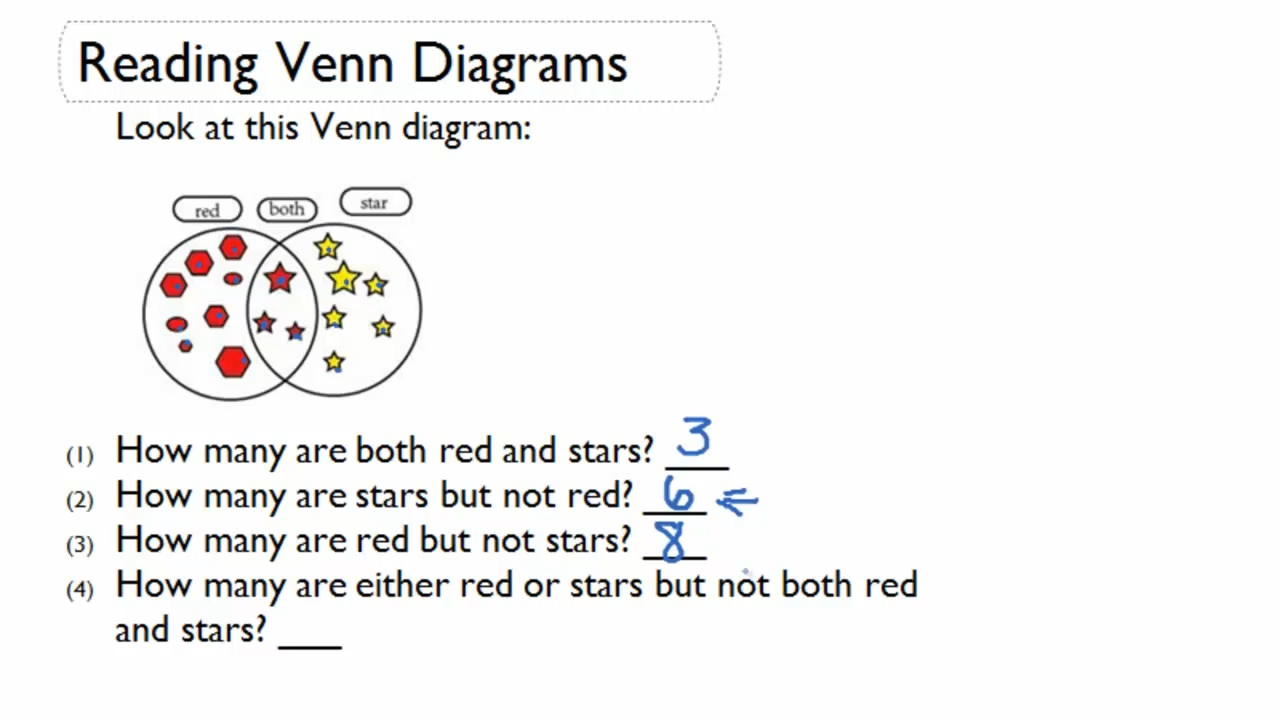 Reading Venn Diagrams
Look at this Venn diagram:
red both star
(1) How many are both red and stars? 3
(2) How many are stars but not red? 6
(3) How many are red but not stars? 8
(4) How many are either red or stars but not both red
and stars? ___